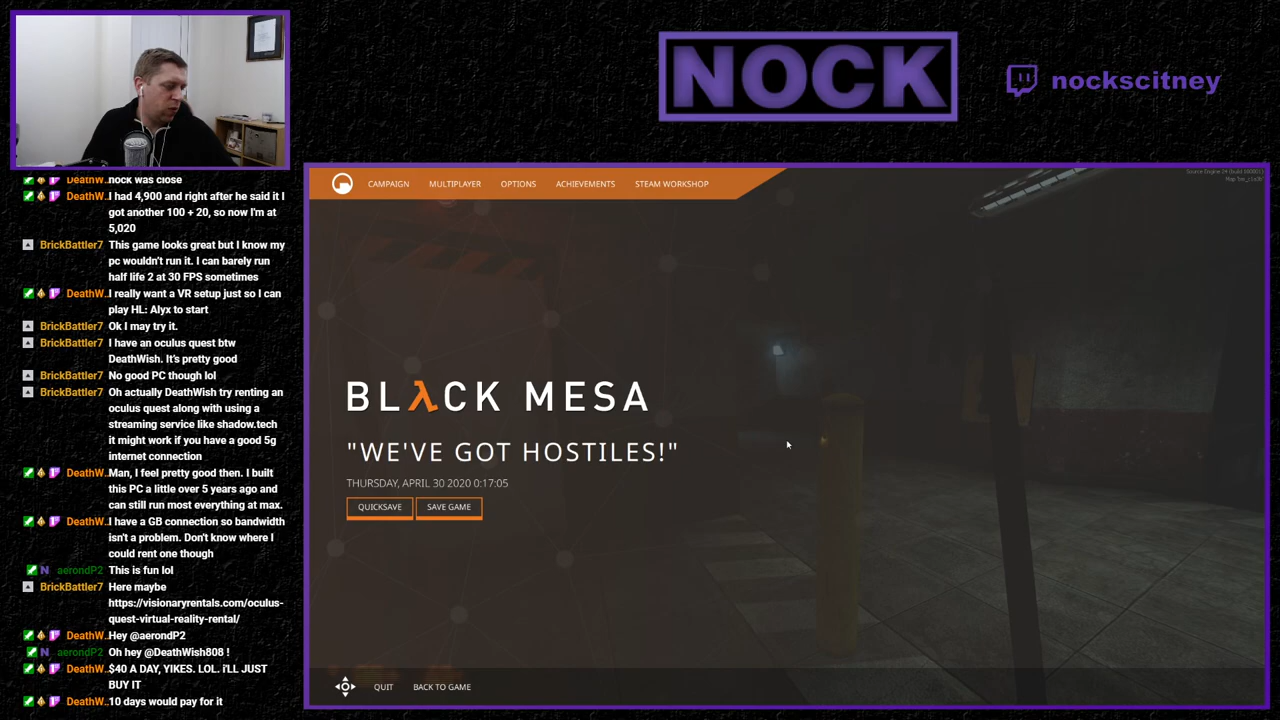 NOCK
nockscitney
DeathW..nock was close
DeathW..I had 4,900 and right after he said it I
got another 100 + 20, so now I'm at
5,020
BrickBattler7 This game looks great but I know my
pc wouldn't run it. I can barely run
half life 2 at 30 FPS sometimes
DeathW..I really want a VR setup just so I can
play HL: Alyx to start
BrickBattler7 Ok I may try it.
BrickBattler7 I have an oculus quest btw
DeathWish. It's pretty good
BrickBattler7 No good PC though lol
BrickBattler7 Oh actually DeathWish try renting an
oculus quest along with using a
streaming service like shadow.tech
it might work if you have a good 5g
internet connection
DeathW..Man, I feel pretty good then. I built
this PC a little over 5 years ago and
can still run most everything at max.
DeathW..I have a GB connection so bandwidth
isn't a problem. Don't know where I
could rent one though
aerondP2 This is fun lol
BrickBattler7 Here maybe
https://visionaryrentals.com/oculus-
quest-virtual-reality-rental/
DeathW..Hey @aerondP2
aerondP2 Oh hey @DeathWish808 !
DeathW..$40 A DAY, YIKES. LOL. i'LL JUST
BUY IT
DeathW..10 days would pay for it
CAMPAIGN MULTIPLAYER OPTIONS ACHIEVEMENTS STEAM WORKSHOP
BLλCK MESA
"WE'VE GOT HOSTILES!"
THURSDAY, APRIL 30 2020 0:17:05
QUICKSAVE SAVE GAME
QUIT BACK TO GAME